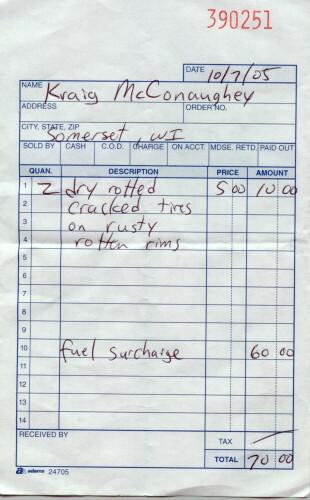 390251
DATE 10/7/05
NAME Kraig McConaughey
ADDRESS ORDER NO.
CITY, STATE, ZIP Somerset, WI
SOLD BY CASH C.O.D. CHARGE ON ACCT. MDSE. RETD. PAID OUT
QUAN. DESCRIPTION PRICE AMOUNT
1 2 dry rotted 5 00 10 00
2 cracked tires
3 on rusty
4 rotten rims
5
6
7
8
9
10 fuel surcharge 60 00
11
12
13
14
RECEIVED BY TAX —
TOTAL 70 00
adams 24705